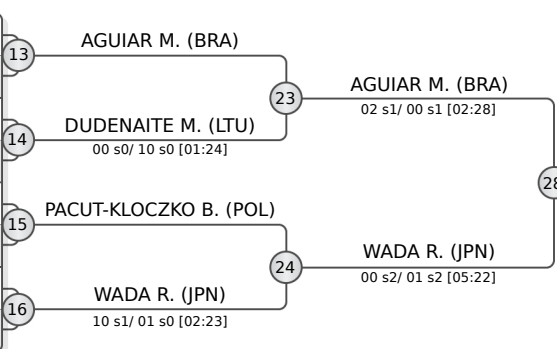 13
AGUIAR M. (BRA)
23
AGUIAR M. (BRA)
02 s1/ 00 s1 [02:28]
14
DUDENAITE M. (LTU)
00 s0/ 10 s0 [01:24]
28
15
PACUT-KLOCZKO B. (POL)
24
WADA R. (JPN)
00 s2/ 01 s2 [05:22]
16
WADA R. (JPN)
10 s1/ 01 s0 [02:23]